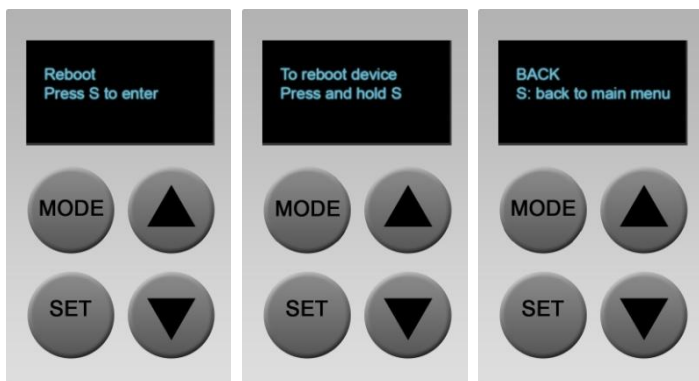 Reboot
Press S to enter
MODE
SET
To reboot device
Press and hold S
MODE
SET
BACK
S: back to main menu
MODE
SET